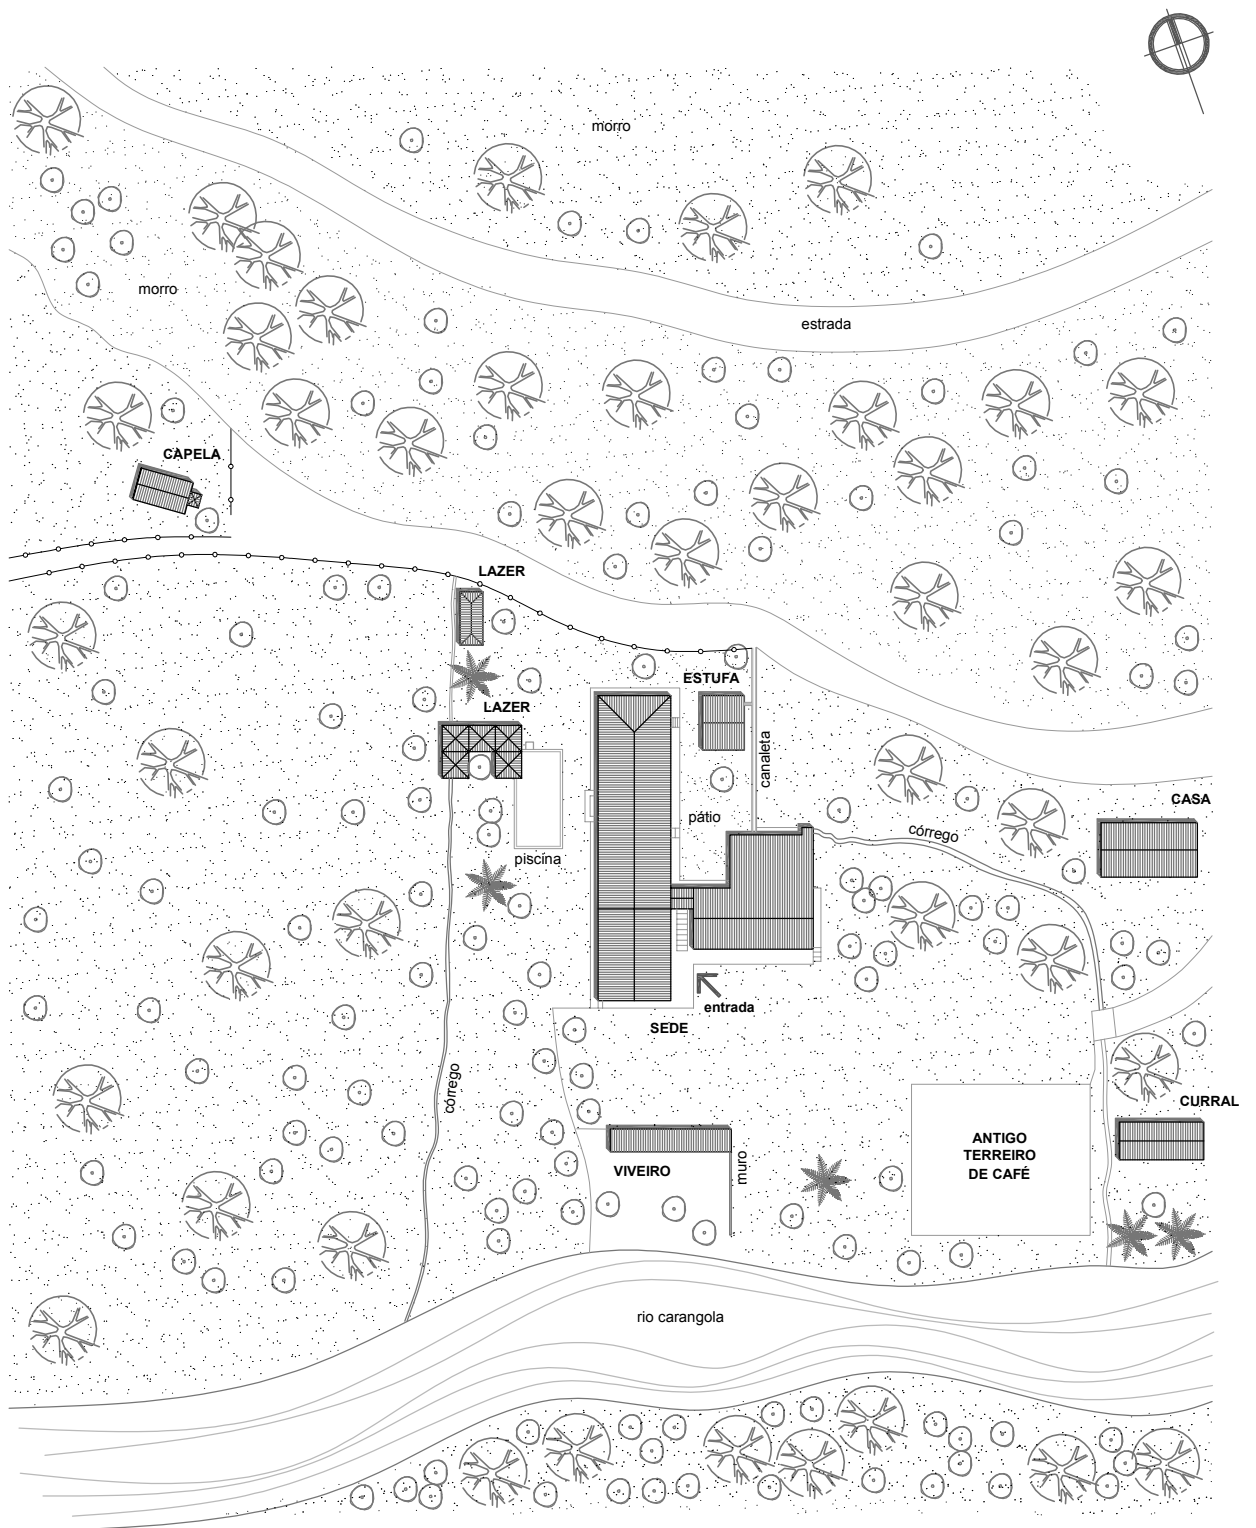 morro
morro
estrada
CAPELA
LAZER
ESTUFA
LAZER
canaleta
CASA
pátio
córrego
piscina
entrada
SEDE
córrego
CURRAL
ANTIGO
TERREIRO
DE CAFÉ
VIVEIRO
muro
rio carangola